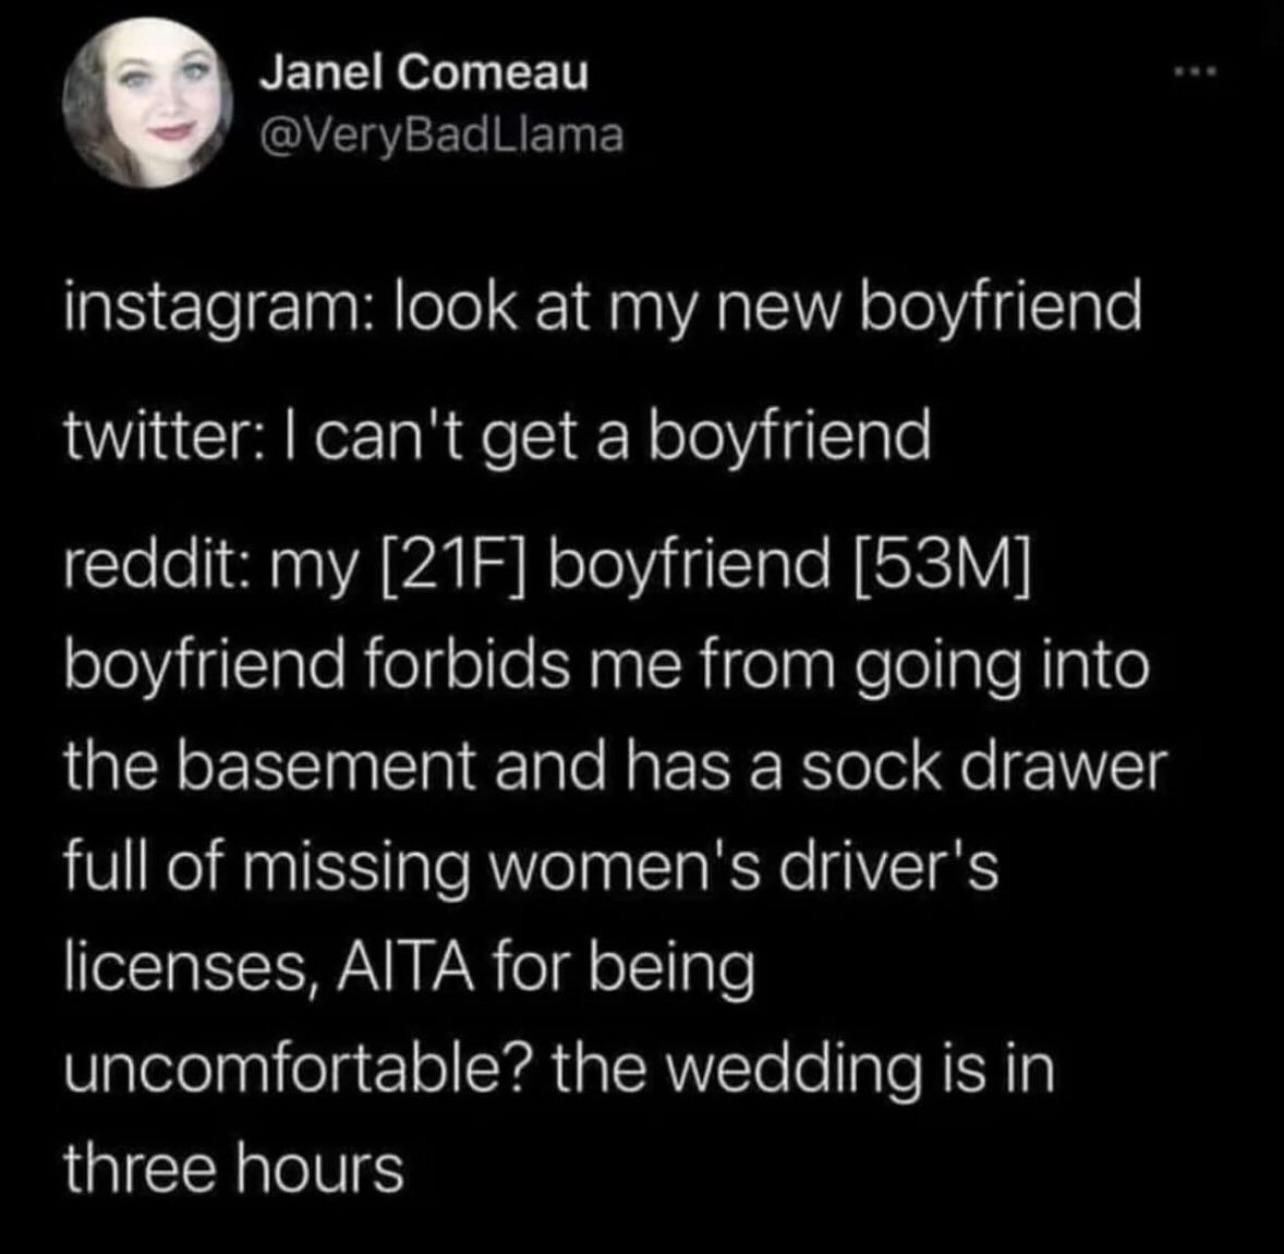 Janel Comeau
@VeryBadLlama
instagram: look at my new boyfriend
twitter: I can't get a boyfriend
reddit: my [21F] boyfriend [53M]
boyfriend forbids me from going into
the basement and has a sock drawer
full of missing women's driver's
licenses, AITA for being
uncomfortable? the wedding is in
three hours